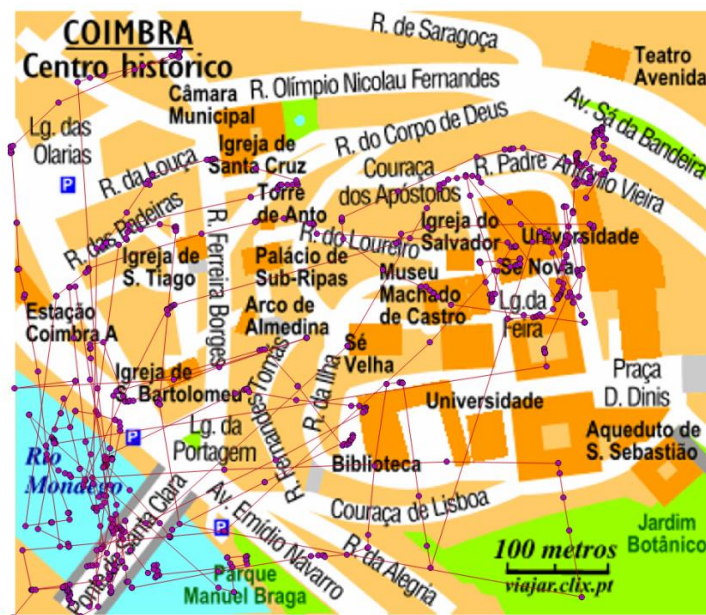 COIMBRA
Centro histórico
R. de Saragoça
Teatro
Avenida
R. Olímpio Nicolau Fernandes
Câmara
Municipal
Av. Sá da Bandeira
Lg. das
Olarias
R. do Corpo de Deus
Igreja de
Santa Cruz
P
R. da Louça
Couraça
dos Apóstolos
R. Padre António Vieira
Torre
de Anto
R. das Padeiras
R. do Loureiro
Igreja do
Salvador
Universidade
Igreja de
S. Tiago
R. Ferreira Borges
Palácio de
Sub-Ripas
Museu
Machado
de Castro
Sé Nova
Estação
Coimbra A
Arco de
Almedina
Lg. da
Feira
Sé
Velha
Igreja de
S. Bartolomeu
R. Fernandes Tomás
R. da Ilha
Praça
D. Dinis
Universidade
Lg. da
Portagem
P
Aqueduto de
S. Sebastião
Rio
Mondego
Biblioteca
Ponte de Santa Clara
Av. Emídio Navarro
Couraça de Lisboa
P
R. da Alegria
Jardim
Botânico
100 metros
viajar.clix.pt
Parque
Manuel Braga